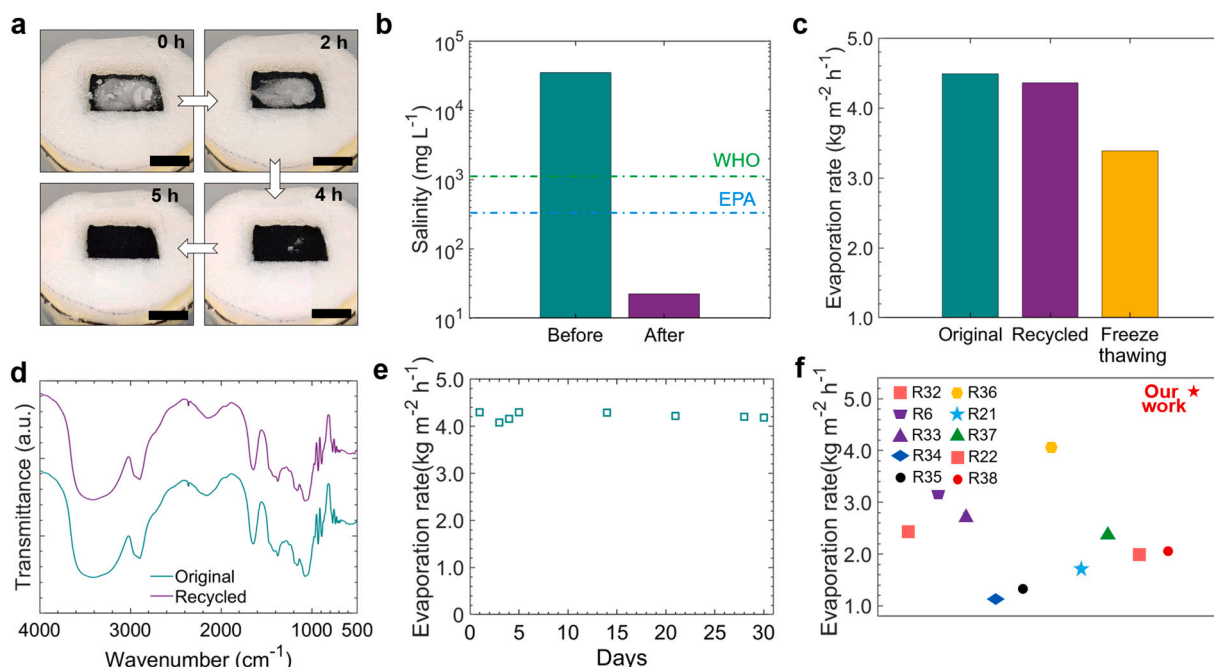 a
0 h
2 h
5 h
4 h
b
Salinity (mg L⁻¹)
10⁵
10⁴
10³
10²
10¹
WHO
EPA
Before
After
c
Evaporation rate (kg m⁻² h⁻¹)
5.0
4.0
3.0
2.0
1.0
Original
Recycled
Freeze
thawing
d
Transmittance (a.u.)
Original
Recycled
4000 3000 2000 1000 500
Wavenumber (cm⁻¹)
e
Evaporation rate(kg m⁻² h⁻¹)
5.0
4.0
3.0
2.0
1.0
0
0 5 10 15 20 25 30
Days
f
Evaporation rate(kg m⁻² h⁻¹)
5.0
4.0
3.0
2.0
1.0
R32 R36
R6 R21
R33 R37
R34 R22
R35 R38
Our
work